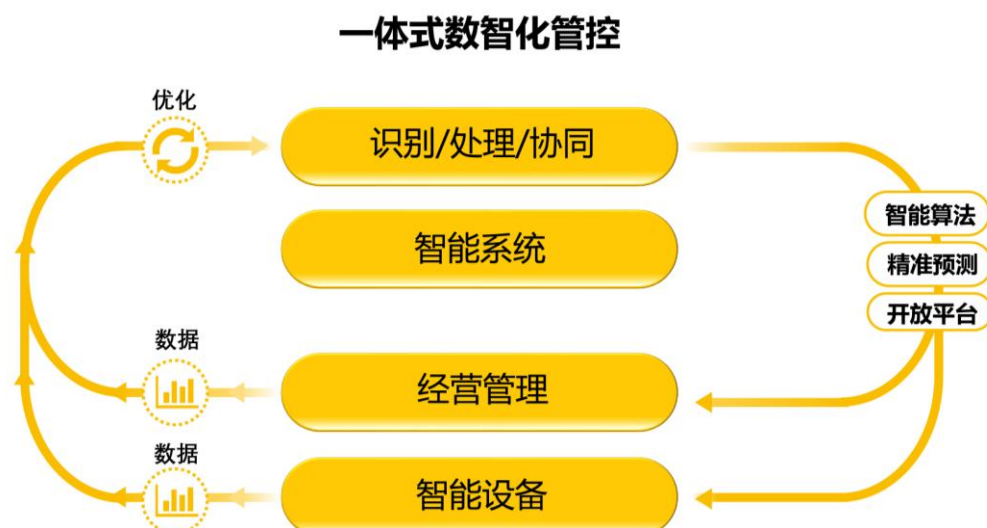 一体式数智化管控
优化
识别/处理/协同
智能算法
智能系统
精准预测
开放平台
数据
经营管理
数据
智能设备